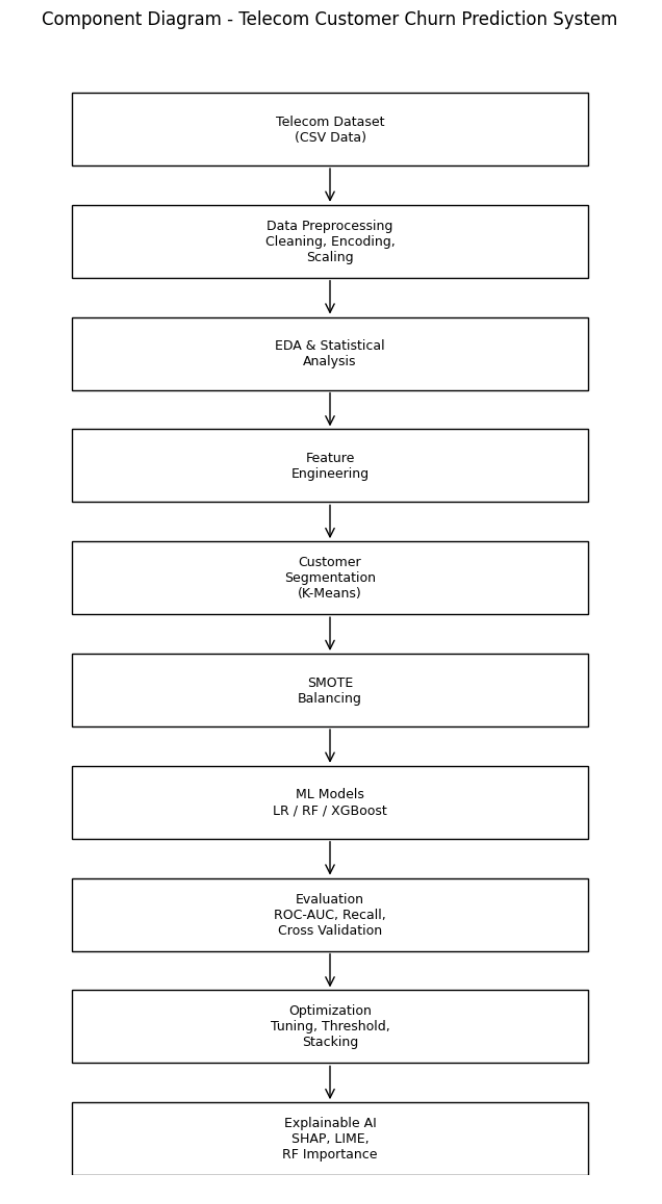 Component Diagram - Telecom Customer Churn Prediction System
Telecom Dataset
(CSV Data)
Data Preprocessing
Cleaning, Encoding,
Scaling
EDA & Statistical
Analysis
Feature
Engineering
Customer
Segmentation
(K-Means)
SMOTE
Balancing
ML Models
LR / RF / XGBoost
Evaluation
ROC-AUC, Recall,
Cross Validation
Optimization
Tuning, Threshold,
Stacking
Explainable AI
SHAP, LIME,
RF Importance